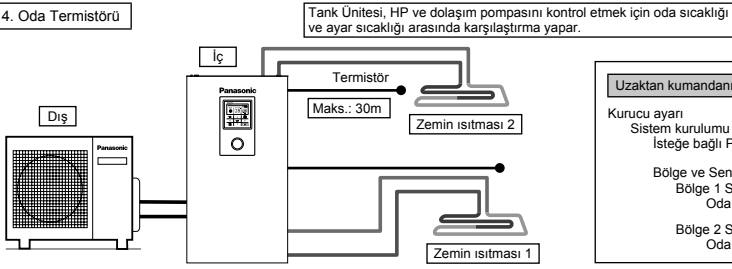 4. Oda Termistörü
Tank Ünitesi, HP ve dolaşım pompasını kontrol etmek için oda sıcaklığı
ve ayar sıcaklığı arasında karşılaştırma yapar.
İç
Dış
Panasonic
Panasonic
Termistör
Maks.: 30m
Zemin ısıtması 2
Zemin ısıtması 1
Uzaktan kumandanı
Kurucu ayarı
Sistem kurulumu
İsteğe bağlı P
Bölge ve Sen
Bölge 1 S
Oda
Bölge 2 S
Oda